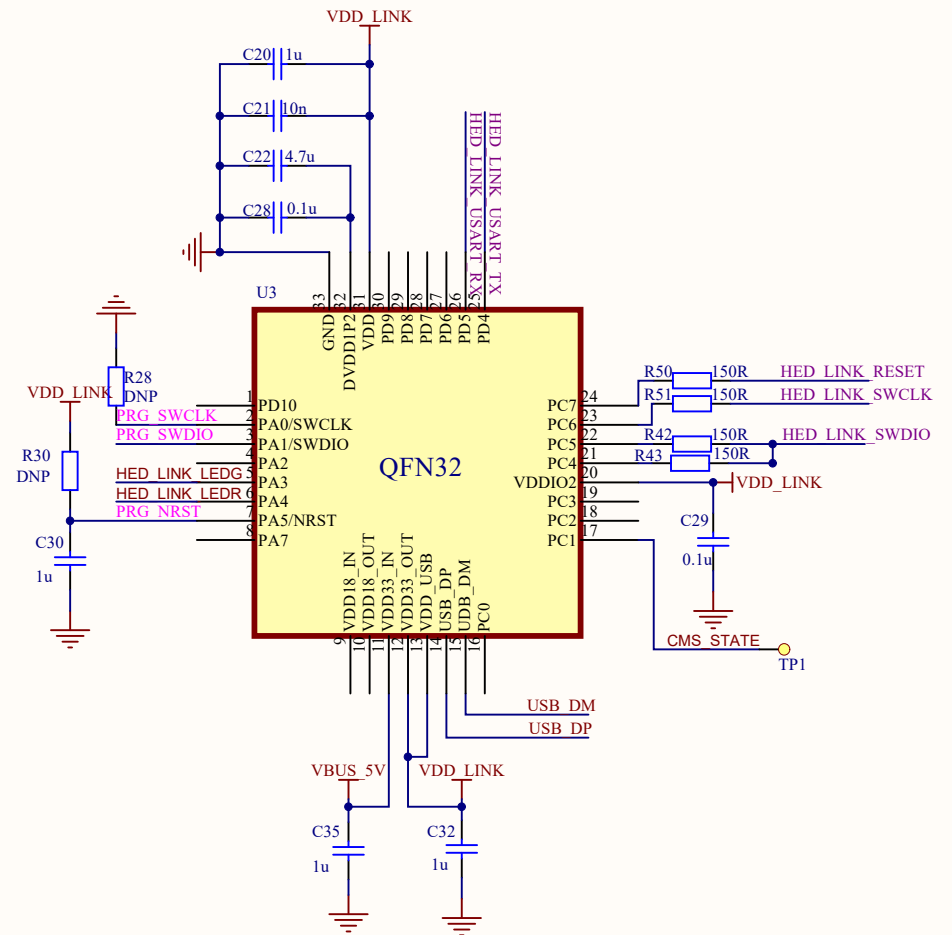 VDD_LINK
C20 1u
C21 10n
C22 4.7u
C28 0.1u
HED_LINK_USART_RX
HED_LINK_USART_TX
U3
33 32 31 30 29 28 27 26 25
GND DVDD1P2 VDD PD9 PD8 PD7 PD6 PD5 PD4
R28
DNP
VDD_LINK
R30
DNP
C30
1u
1 PD10
PRG_SWCLK 2 PA0/SWCLK
PRG_SWDIO 3 PA1/SWDIO
4 PA2
HED_LINK_LEDG 5 PA3
HED_LINK_LEDR 6 PA4
PRG_NRST 7 PA5/NRST
8 PA7
QFN32
PC7 24 R50 150R HED_LINK_RESET
PC6 23 R51 150R HED_LINK_SWCLK
PC5 22 R42 150R HED_LINK_SWDIO
PC4 21 R43 150R
VDDIO2 20 VDD_LINK
PC3 19
PC2 18
PC1 17
C29
0.1u
CMS_STATE
TP1
VDD18_IN VDD18_OUT VDD33_IN VDD33_OUT VDD_USB USB_DP UDB_DM PC0
9 10 11 12 13 14 15 16
USB_DM
USB_DP
VBUS_5V
VDD_LINK
C35
1u
C32
1u